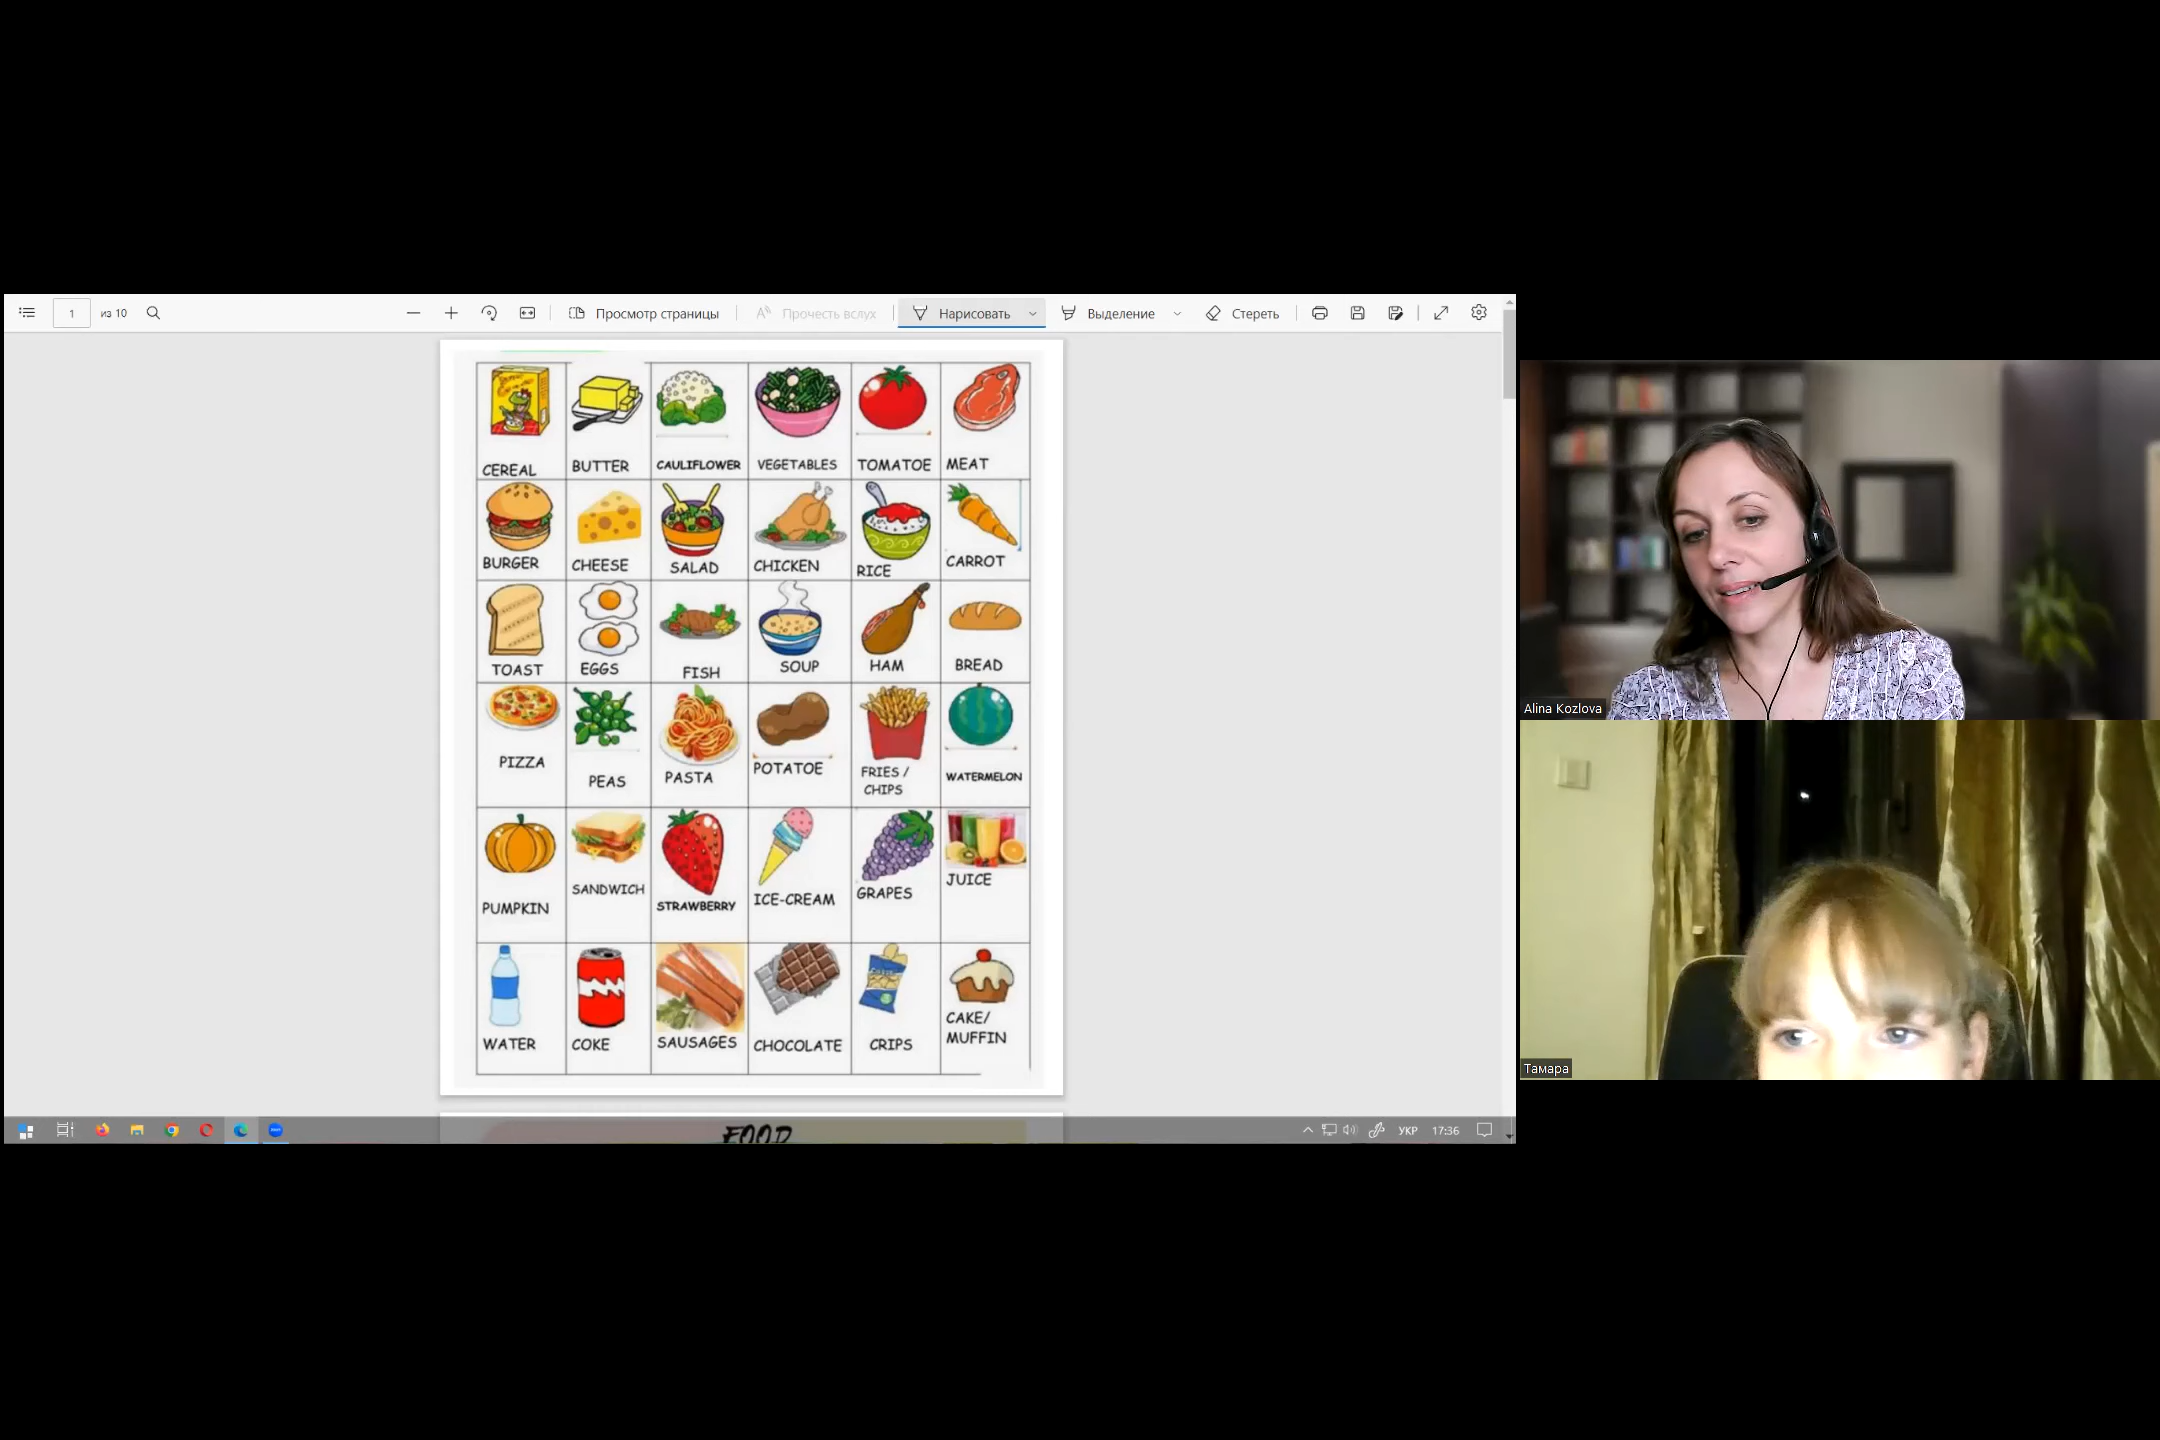 1 из 10 Просмотр страницы Прочесть вслух Нарисовать Выделение Стереть
CEREAL BUTTER CAULIFLOWER VEGETABLES TOMATOE MEAT
BURGER CHEESE SALAD CHICKEN RICE CARROT
TOAST EGGS FISH SOUP HAM BREAD
PIZZA PEAS PASTA POTATOE FRIES / CHIPS WATERMELON
PUMPKIN SANDWICH STRAWBERRY ICE-CREAM GRAPES JUICE
WATER COKE SAUSAGES CHOCOLATE CRIPS CAKE/ MUFFIN
FOOD
УКР 17:36
Alina Kozlova
Тамара